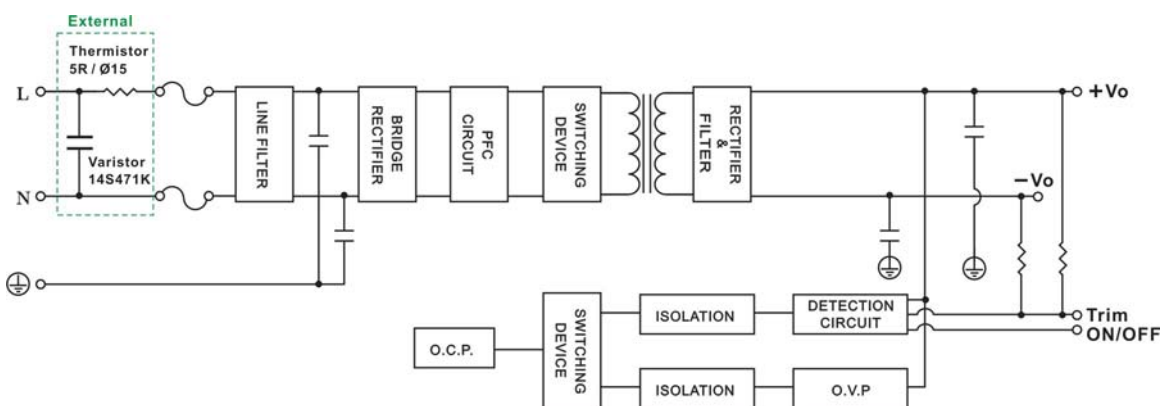 External
Thermistor
5R / Ø15
L
Varistor
14S471K
N
LINE FILTER
BRIDGE
RECTIFIER
PFC
CIRCUIT
SWITCHING
DEVICE
RECTIFIER
&
FILTER
+Vo
−Vo
O.C.P.
SWITCHING
DEVICE
ISOLATION
DETECTION
CIRCUIT
Trim
ON/OFF
ISOLATION
O.V.P